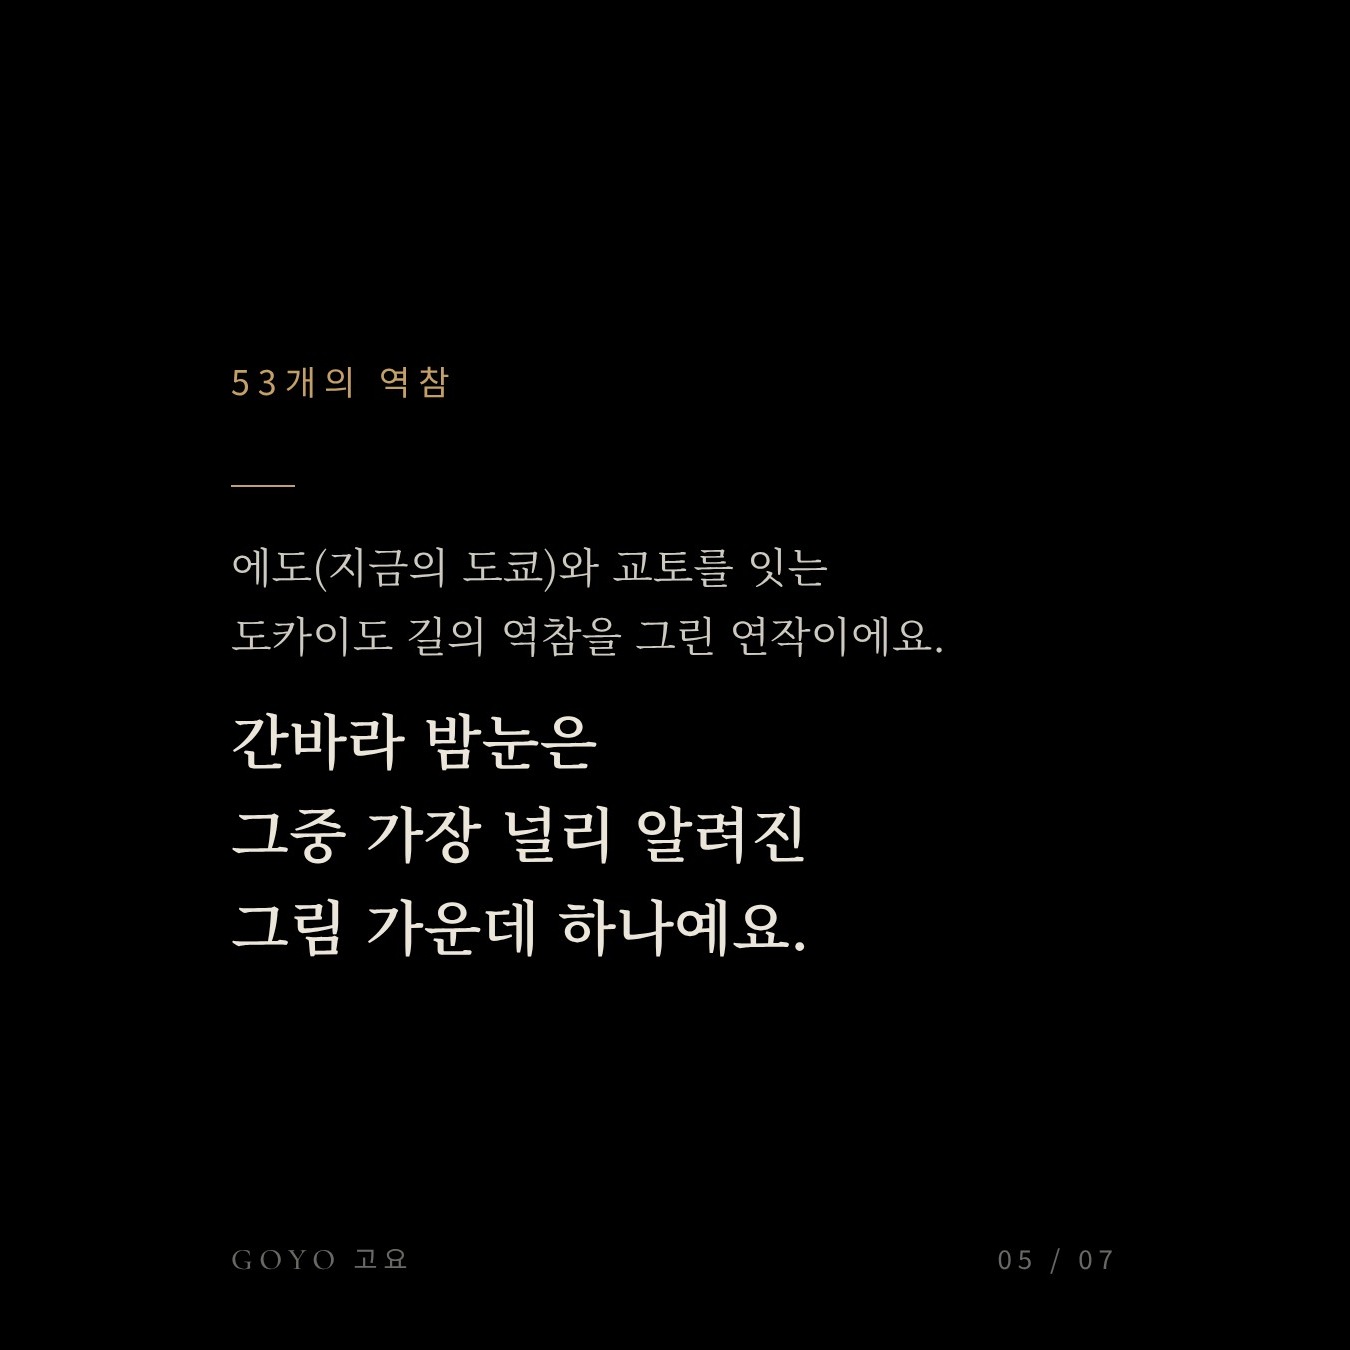 53개의 역참
에도(지금의 도쿄)와 교토를 잇는
도카이도 길의 역참을 그린 연작이에요.
간바라 밤눈은
그중 가장 널리 알려진
그림 가운데 하나예요.
GOYO 고요
05 / 07